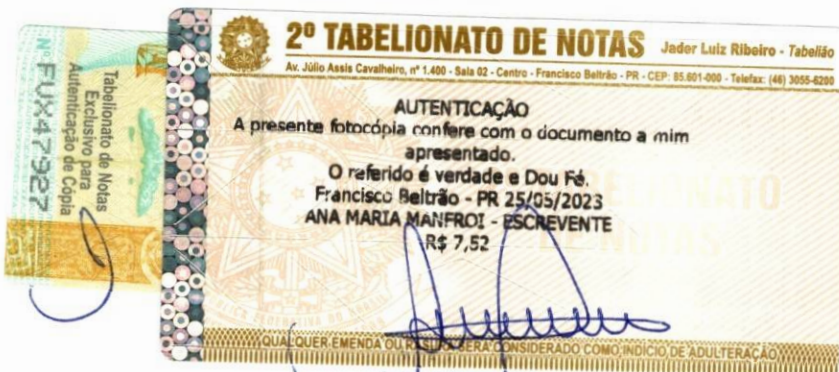 Nº FUX47927
Tabelionato de Notas
Exclusivo para
Autenticação de Cópia
2º TABELIONATO DE NOTAS Jader Luiz Ribeiro - Tabelião
Av. Júlio Assis Cavalheiro, nº 1.400 - Sala 02 - Centro - Francisco Beltrão - PR - CEP: 85.601-000 - Telefax: (46) 3055-6203
AUTENTICAÇÃO
A presente fotocópia confere com o documento a mim
apresentado.
O referido é verdade e Dou Fé.
Francisco Beltrão - PR 25/05/2023
ANA MARIA MANFROI - ESCREVENTE
R$ 7,52
QUALQUER EMENDA OU RASURA SERÁ CONSIDERADO COMO INDÍCIO DE ADULTERAÇÃO